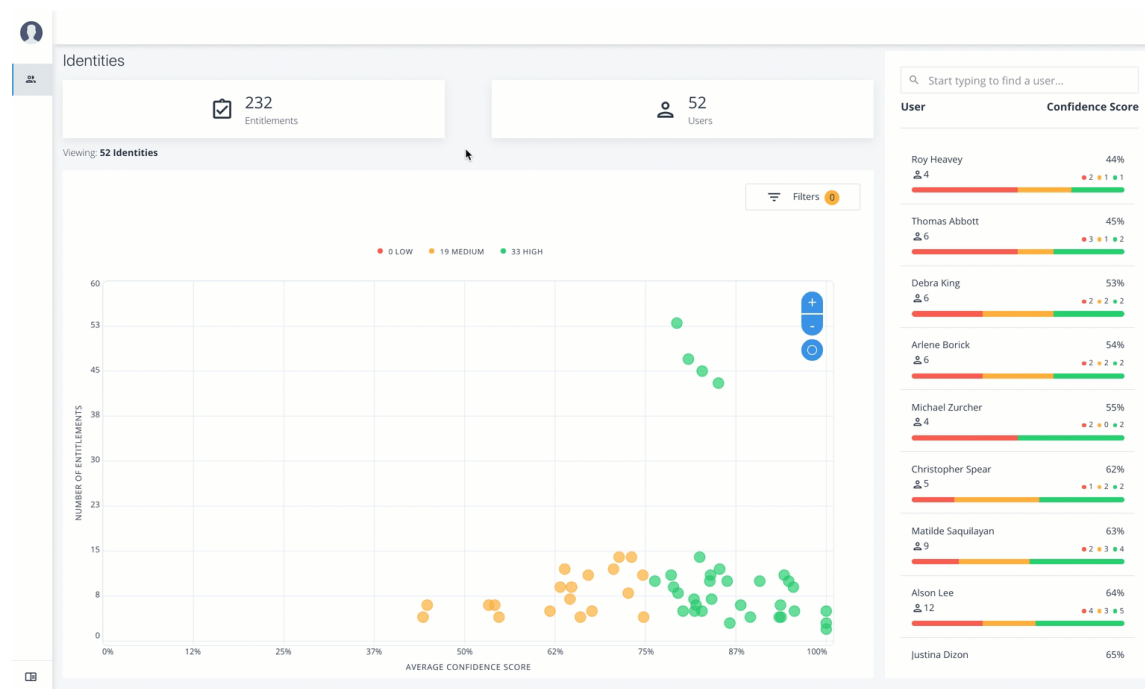 Identities
232
Entitlements
52
Users
Viewing: 52 Identities
Filters 0
0 LOW 19 MEDIUM 33 HIGH
+
-
60
53
45
38
30
23
15
8
0
NUMBER OF ENTITLEMENTS
0% 12% 25% 37% 50% 62% 75% 87% 100%
AVERAGE CONFIDENCE SCORE
Start typing to find a user...
User Confidence Score
Roy Heavey 44%
4 2 1 1
Thomas Abbott 45%
6 3 1 2
Debra King 53%
6 2 2 2
Arlene Borick 54%
6 2 2 2
Michael Zurcher 55%
4 2 0 2
Christopher Spear 62%
5 1 2 2
Matilde Saquilayan 63%
9 2 3 4
Alson Lee 64%
12 4 3 5
Justina Dizon 65%